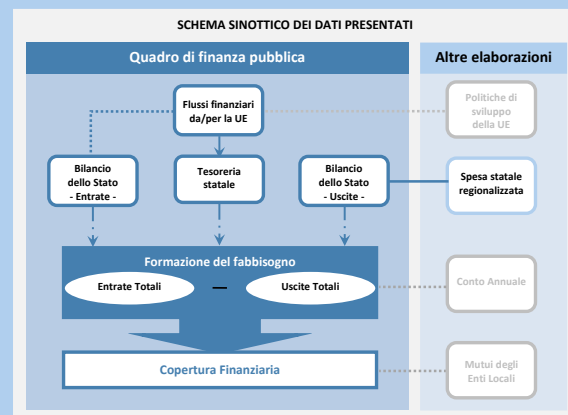 SCHEMA SINOTTICO DEI DATI PRESENTATI
Quadro di finanza pubblica
Altre elaborazioni
Flussi finanziari
da/per la UE
Politiche di
sviluppo
della UE
Bilancio
dello Stato
- Entrate -
Tesoreria
statale
Bilancio
dello Stato
- Uscite -
Spesa statale
regionalizzata
Formazione del fabbisogno
Entrate Totali
—
Uscite Totali
Conto Annuale
Copertura Finanziaria
Mutui degli
Enti Locali